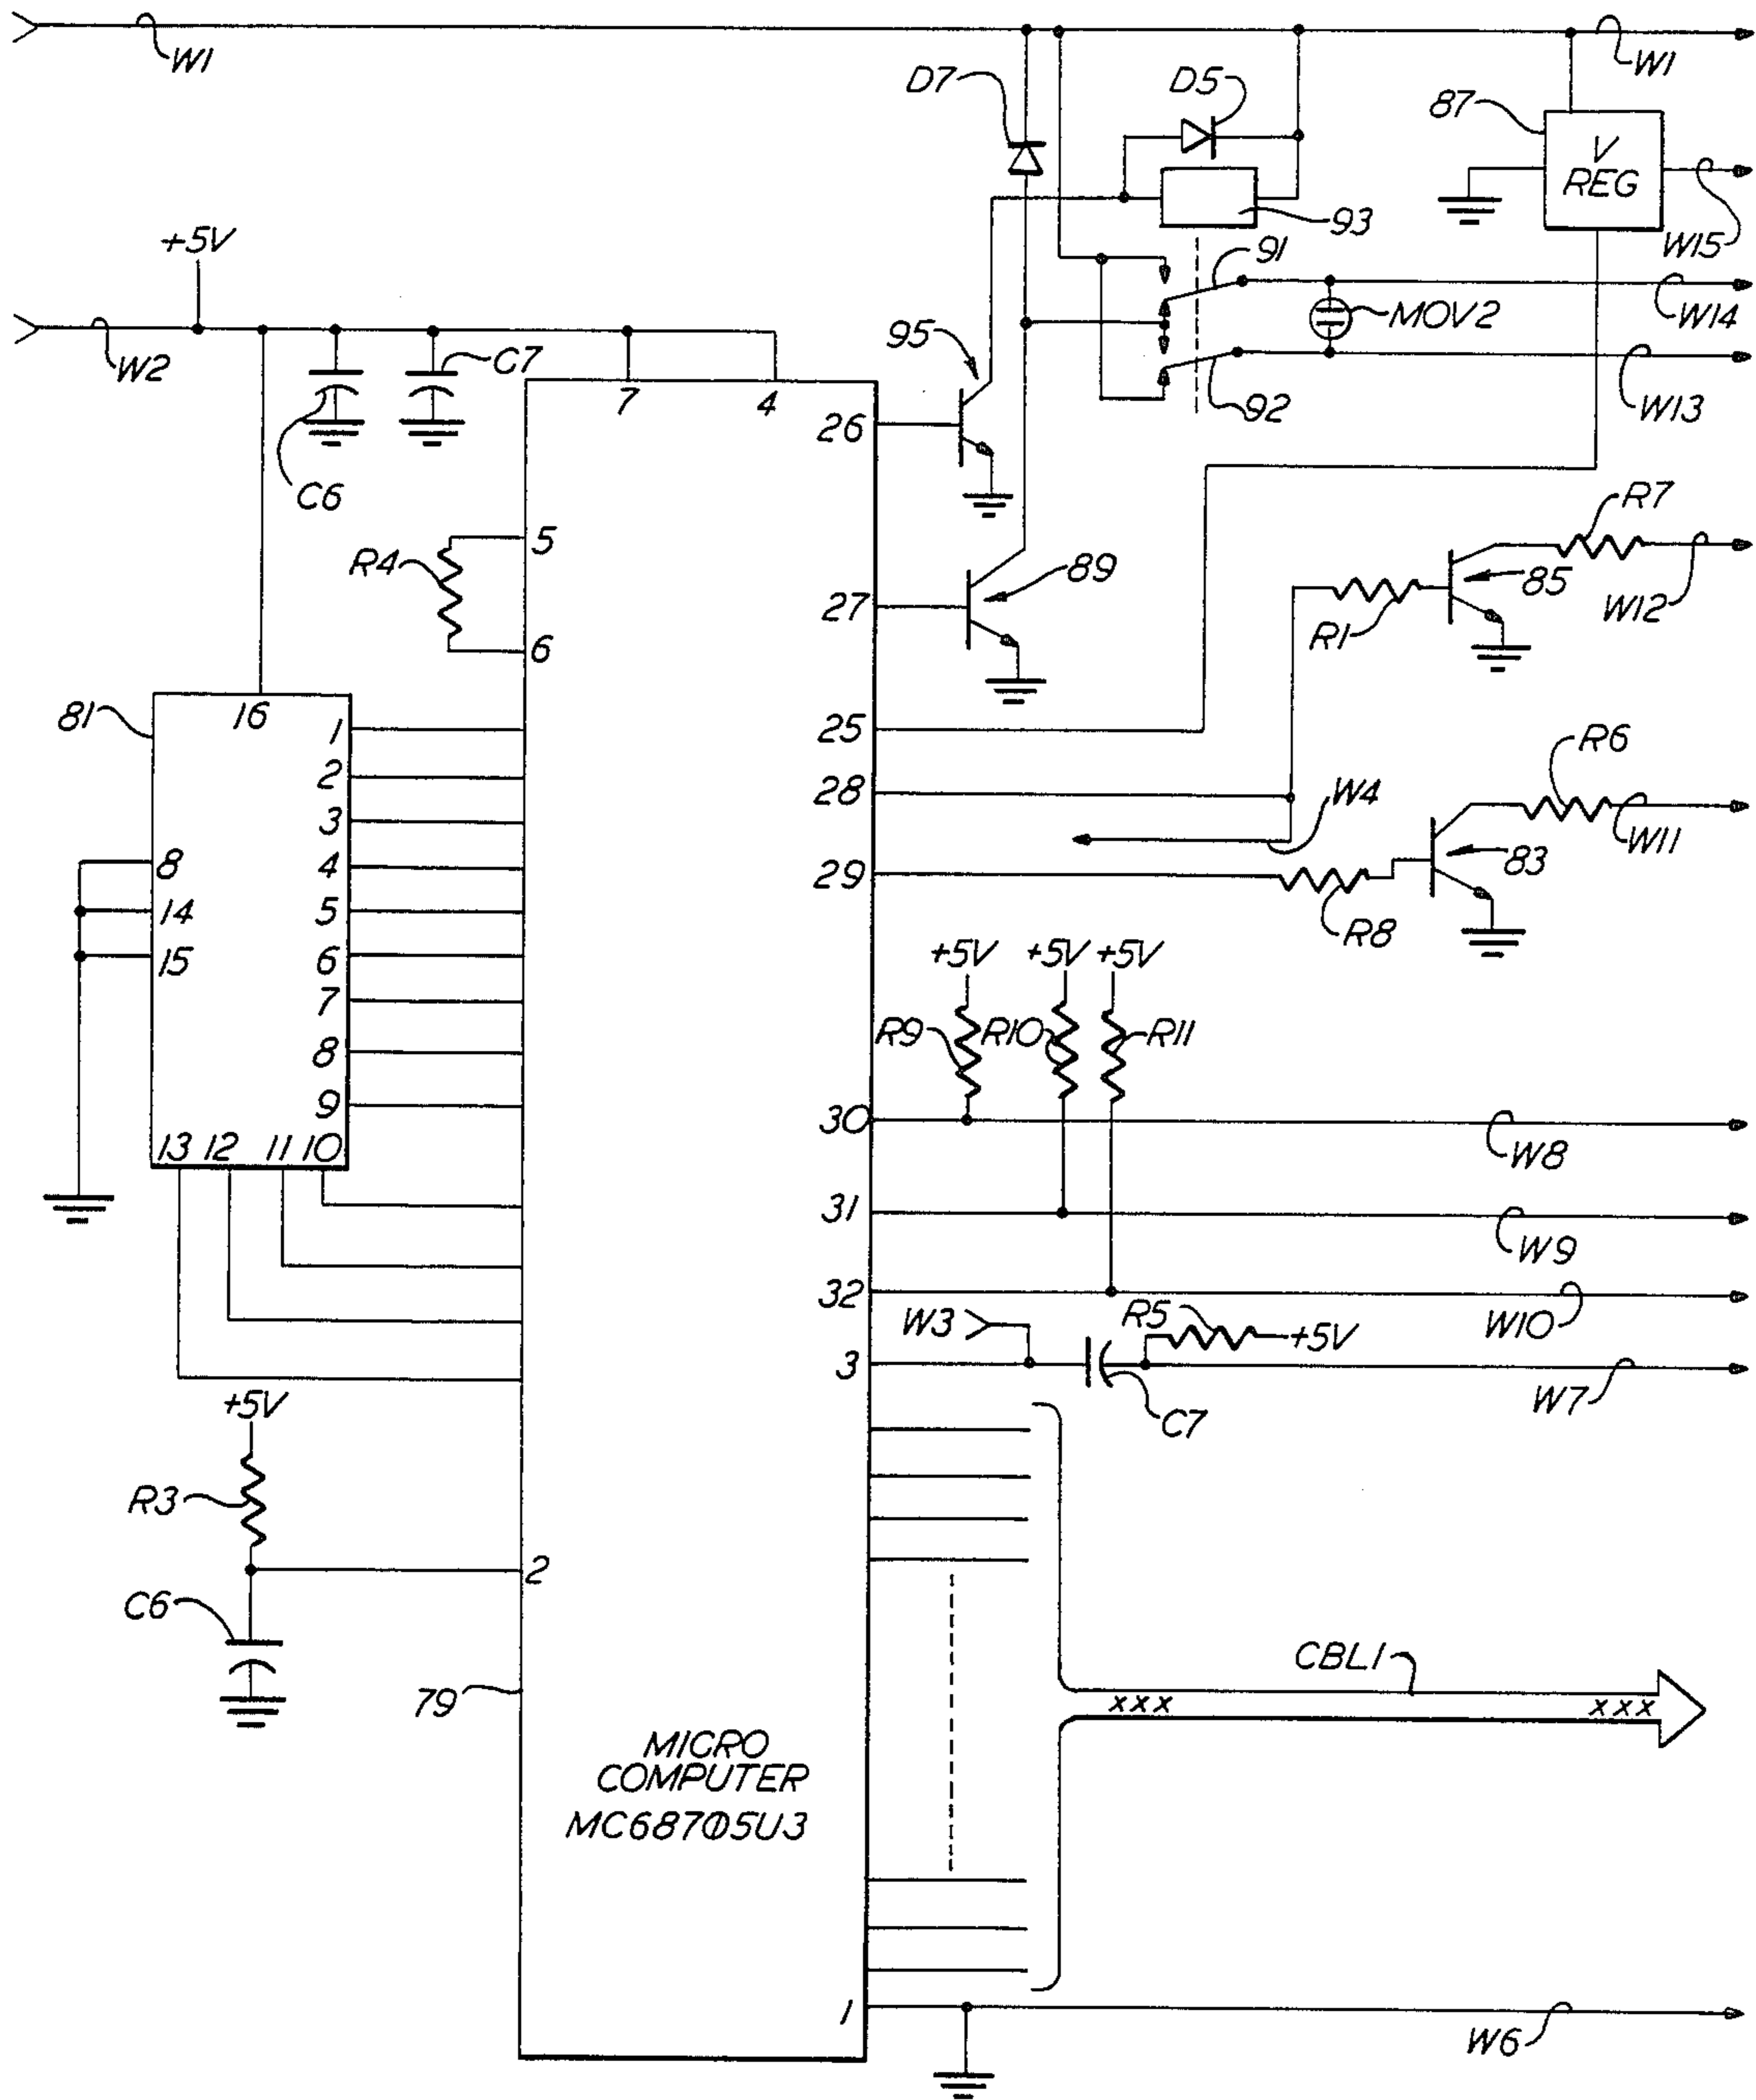 W1
W1
D7
D5
87
V
REG
93
W15
+5V
91
MOV2
W14
W2
95
C7
92
W13
7
4
26
C6
R7
R4
5
89
85
27
R1
W12
6
81
16
1
25
R6
2
28
W4
3
W11
8
4
29
83
14
5
R8
15
6
+5V
+5V
+5V
7
R9
R10
R11
8
9
30
13
12
11
10
W8
31
W9
32
W3
R5
W10
+5V
3
W7
+5V
C7
R3
2
C6
CBL1
79
xxx
xxx
MICRO
COMPUTER
MC68705U3
1
W6